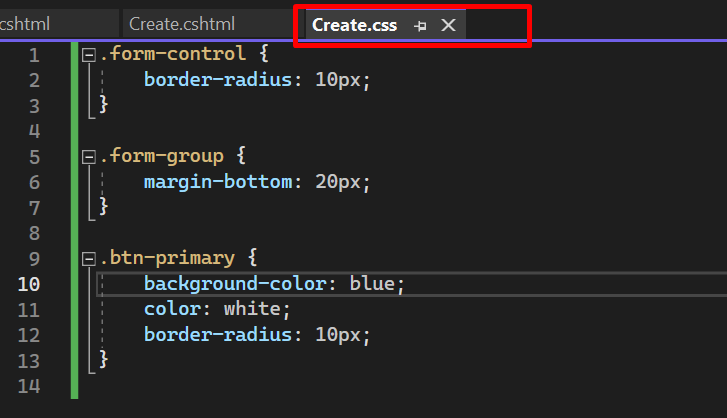 cshtml
Create.cshtml
Create.css
1 .form-control {
2 border-radius: 10px;
3 }
4
5 .form-group {
6 margin-bottom: 20px;
7 }
8
9 .btn-primary {
10 background-color: blue;
11 color: white;
12 border-radius: 10px;
13 }
14